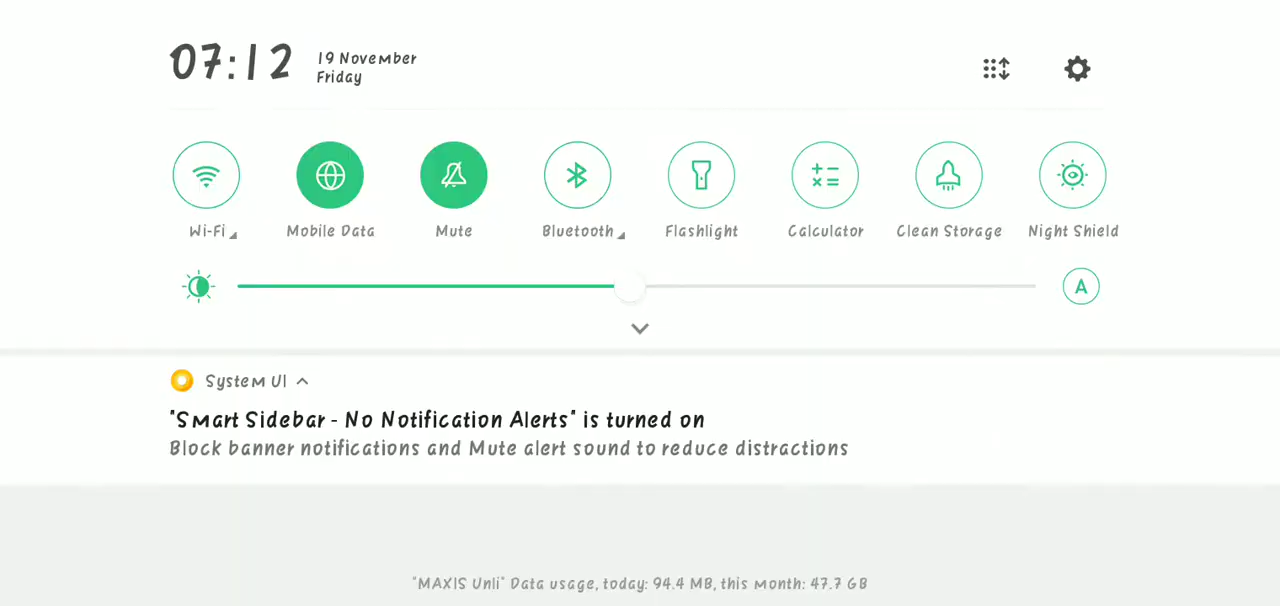 07:12
19 November
Friday
Wi-Fi
Mobile Data
Mute
Bluetooth
Flashlight
Calculator
Clean Storage
Night Shield
A
System UI
"Smart Sidebar - No Notification Alerts" is turned on
Block banner notifications and Mute alert sound to reduce distractions
"MAXIS Unli" Data usage, today: 94.4 MB, this month: 47.7 GB